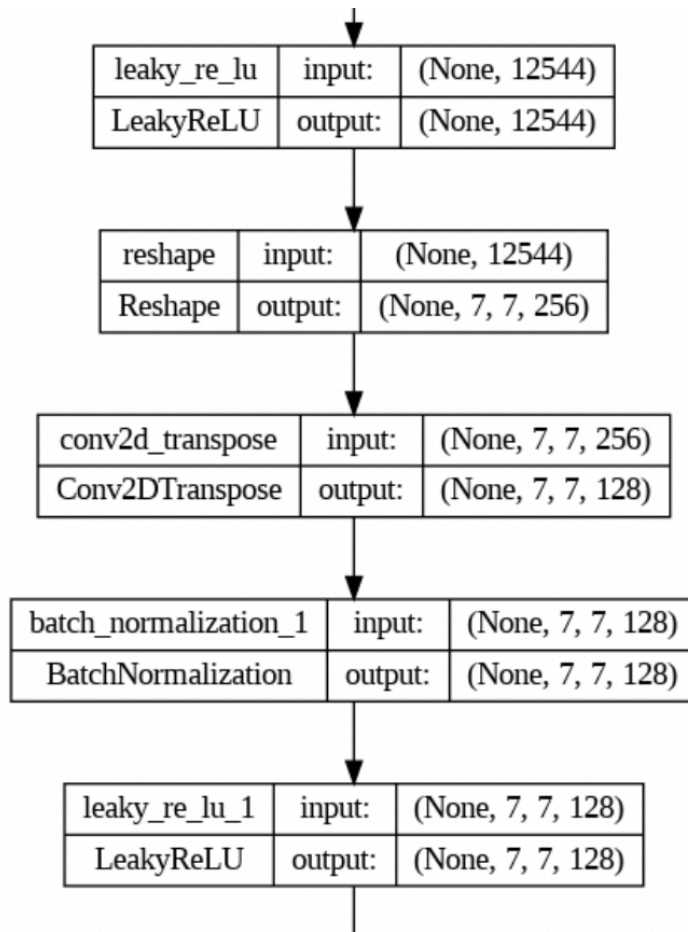 leaky_re_lu input: (None, 12544)
LeakyReLU output: (None, 12544)
reshape input: (None, 12544)
Reshape output: (None, 7, 7, 256)
conv2d_transpose input: (None, 7, 7, 256)
Conv2DTranspose output: (None, 7, 7, 128)
batch_normalization_1 input: (None, 7, 7, 128)
BatchNormalization output: (None, 7, 7, 128)
leaky_re_lu_1 input: (None, 7, 7, 128)
LeakyReLU output: (None, 7, 7, 128)